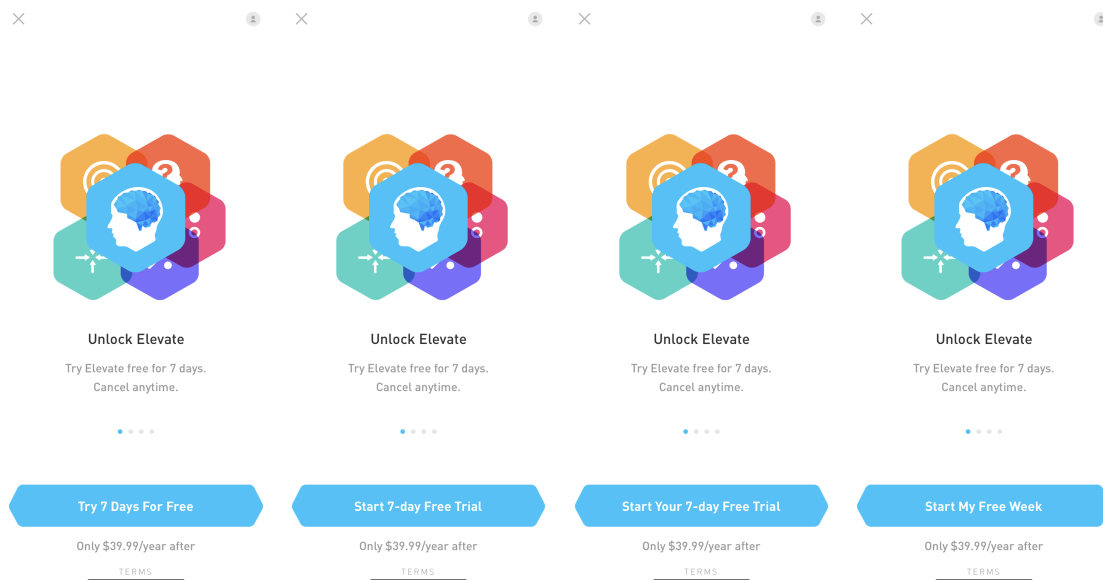 Unlock Elevate
Try Elevate free for 7 days.
Cancel anytime.
Try 7 Days For Free
Only $39.99/year after
TERMS
Unlock Elevate
Try Elevate free for 7 days.
Cancel anytime.
Start 7-day Free Trial
Only $39.99/year after
TERMS
Unlock Elevate
Try Elevate free for 7 days.
Cancel anytime.
Start Your 7-day Free Trial
Only $39.99/year after
TERMS
Unlock Elevate
Try Elevate free for 7 days.
Cancel anytime.
Start My Free Week
Only $39.99/year after
TERMS